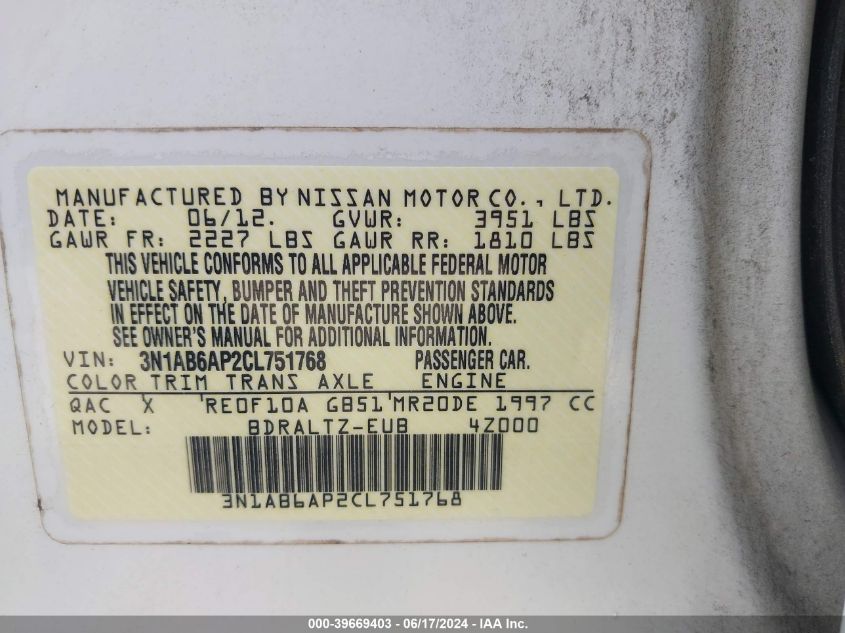 MANUFACTURED BY NISSAN MOTOR CO., LTD.
DATE: 06/12. GVWR: 3951 LBS
GAWR FR: 2227 LBS GAWR RR: 1810 LBS
THIS VEHICLE CONFORMS TO ALL APPLICABLE FEDERAL MOTOR
VEHICLE SAFETY, BUMPER AND THEFT PREVENTION STANDARDS
IN EFFECT ON THE DATE OF MANUFACTURE SHOWN ABOVE.
SEE OWNER'S MANUAL FOR ADDITIONAL INFORMATION.
VIN: 3N1AB6AP2CL751768 PASSENGER CAR.
COLOR TRIM TRANS AXLE ENGINE
QAC X RE0F10A GB51 MR20DE 1997 CC
MODEL: BDRALTZ-EUB 4Z000
3N1AB6AP2CL751768
000-39669403 - 06/17/2024 - IAA Inc.